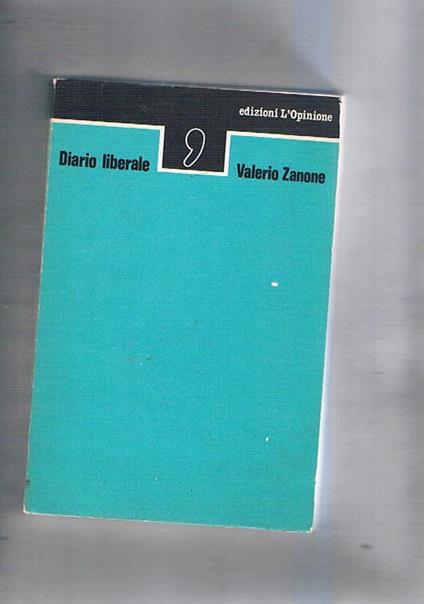 edizioni L'Opinione
,
Diario liberale
Valerio Zanone